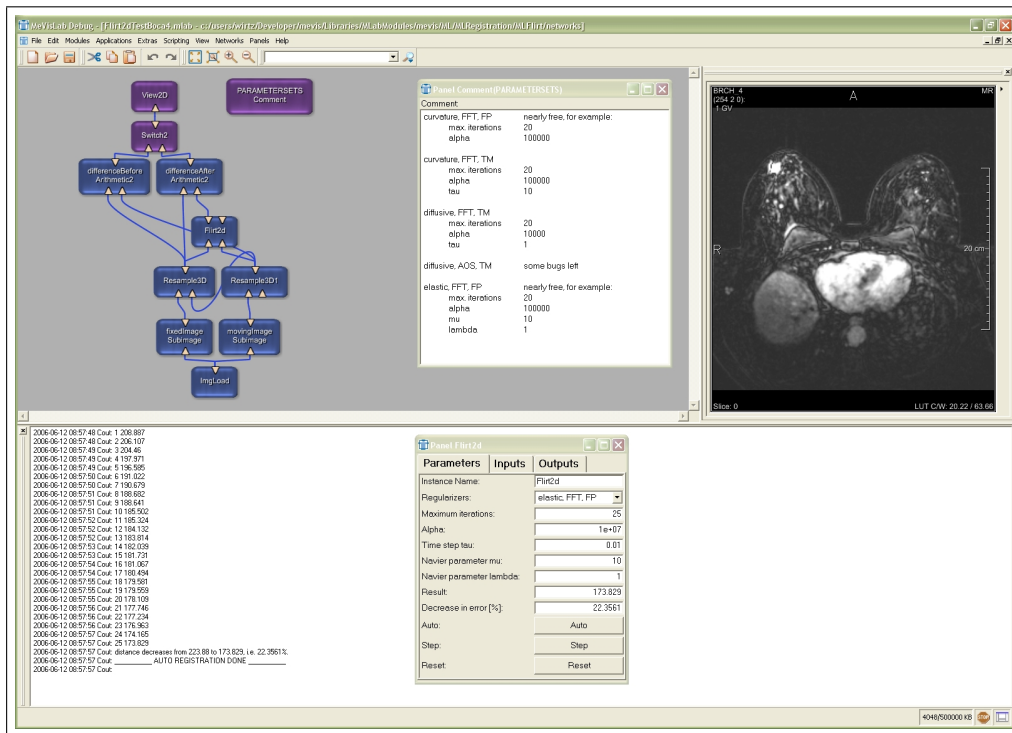 MeVisLab Debug - [Flirt2dTestBoca4.mlab - c:/users/wirtz/Developer/mevis/Libraries/MLabModules/mevis/ML/MLRegistration/MLFlirt/networks]
File Edit Modules Applications Extras Scripting View Networks Panels Help
View2D
PARAMETERSETS
Comment
Switch2
differenceBefore
Arithmetic2
differenceAfter
Arithmetic2
Flirt2d
Resample3D
Resample3D1
fixedImage
SubImage
movingImage
SubImage
ImgLoad
Panel Comment(PARAMETERSETS)
Comment:
curvature, FFT, FP nearly free, for example:
max. iterations 20
alpha 100000
curvature, FFT, TM
max. iterations 20
alpha 100000
tau 10
diffusive, FFT, TM
max. iterations 20
alpha 10000
tau 1
diffusive, AOS, TM some bugs left
elastic, FFT, FP nearly free, for example:
max. iterations 20
alpha 100000
mu 10
lambda 1
BRCH_4
(254 2 0):
1 GV
A
MR
R
20 cm
Slice: 0
LUT C/W: 20.22 / 63.66
2006-06-12 08:57:48 Cout: 1 208.887
2006-06-12 08:57:48 Cout: 2 206.107
2006-06-12 08:57:49 Cout: 3 204.46
2006-06-12 08:57:49 Cout: 4 197.971
2006-06-12 08:57:49 Cout: 5 196.585
2006-06-12 08:57:50 Cout: 6 191.022
2006-06-12 08:57:50 Cout: 7 190.679
2006-06-12 08:57:51 Cout: 8 188.682
2006-06-12 08:57:51 Cout: 9 188.641
2006-06-12 08:57:51 Cout: 10 185.502
2006-06-12 08:57:52 Cout: 11 185.324
2006-06-12 08:57:52 Cout: 12 184.132
2006-06-12 08:57:52 Cout: 13 183.814
2006-06-12 08:57:53 Cout: 14 182.039
2006-06-12 08:57:53 Cout: 15 181.731
2006-06-12 08:57:54 Cout: 16 181.067
2006-06-12 08:57:54 Cout: 17 180.494
2006-06-12 08:57:55 Cout: 18 179.581
2006-06-12 08:57:55 Cout: 19 179.559
2006-06-12 08:57:55 Cout: 20 178.109
2006-06-12 08:57:56 Cout: 21 177.746
2006-06-12 08:57:56 Cout: 22 177.234
2006-06-12 08:57:56 Cout: 23 176.963
2006-06-12 08:57:57 Cout: 24 174.165
2006-06-12 08:57:57 Cout: 25 173.829
2006-06-12 08:57:57 Cout: distance decreases from 223.88 to 173.829, i.e. 22.3561%.
2006-06-12 08:57:57 Cout: __________ AUTO REGISTRATION DONE __________
2006-06-12 08:57:57 Cout:
Panel Flirt2d
Parameters Inputs Outputs
Instance Name: Flirt2d
Regularizers: elastic, FFT, FP
Maximum iterations: 25
Alpha: 1e+07
Time step tau: 0.01
Navier parameter mu: 10
Navier parameter lambda: 1
Result: 173.829
Decrease in error [%]: 22.3561
Auto: Auto
Step: Step
Reset: Reset
4048/500000 KB
STOP